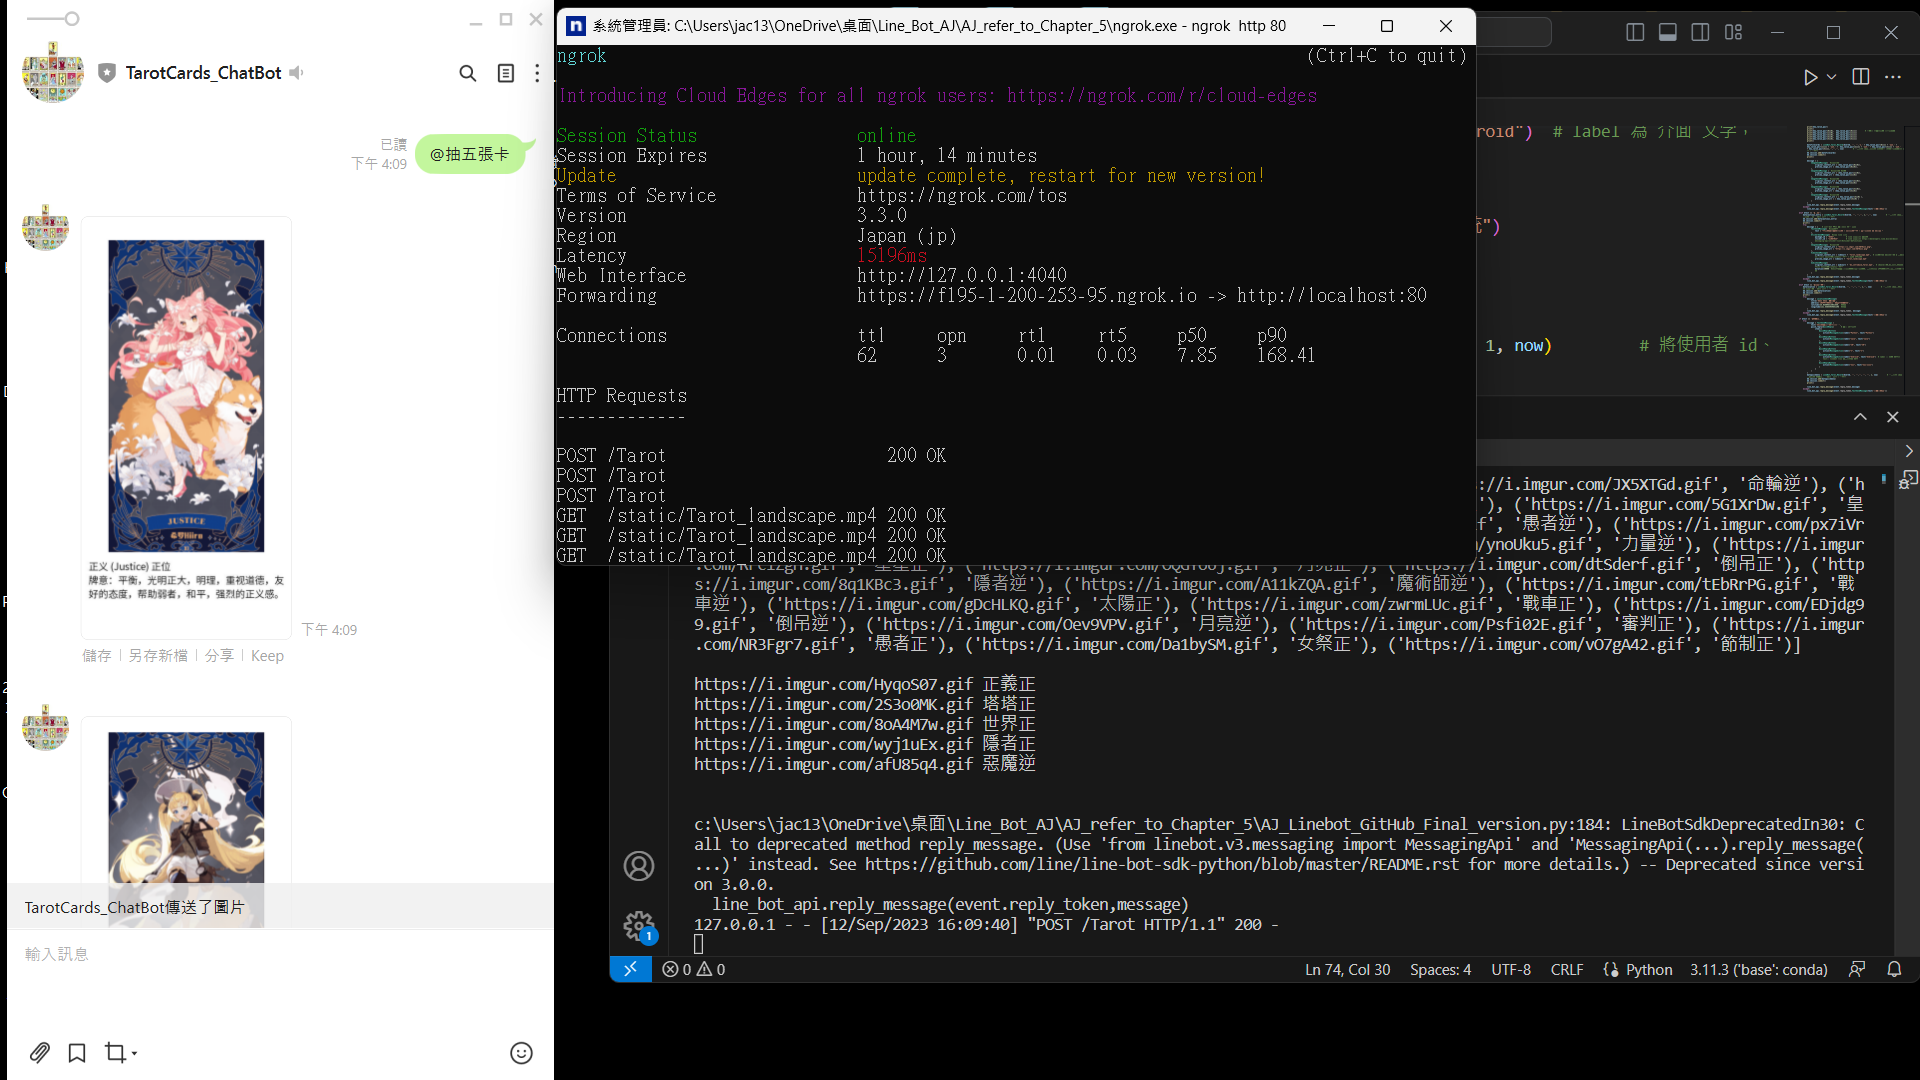 TarotCards_ChatBot
已讀
下午 4:09
@抽五張卡
JUSTICE
正义 (Justice) 正位
牌意：平衡，光明正大，明理，重视道德，友
好的态度，帮助弱者，和平，强烈的正义感。
下午 4:09
儲存 | 另存新檔 | 分享 | Keep
TarotCards_ChatBot傳送了圖片
輸入訊息
系統管理員: C:\Users\jac13\OneDrive\桌面\Line_Bot_AJ\AJ_refer_to_Chapter_5\ngrok.exe - ngrok http 80
ngrok (Ctrl+C to quit)
Introducing Cloud Edges for all ngrok users: https://ngrok.com/r/cloud-edges
Session Status online
Session Expires 1 hour, 14 minutes
Update update complete, restart for new version!
Terms of Service https://ngrok.com/tos
Version 3.3.0
Region Japan (jp)
Latency 15196ms
Web Interface http://127.0.0.1:4040
Forwarding https://f195-1-200-253-95.ngrok.io -> http://localhost:80
Connections ttl opn rt1 rt5 p50 p90
62 3 0.01 0.03 7.85 168.41
HTTP Requests
-------------
POST /Tarot 200 OK
POST /Tarot
POST /Tarot
GET /static/Tarot_landscape.mp4 200 OK
GET /static/Tarot_landscape.mp4 200 OK
GET /static/Tarot_landscape.mp4 200 OK
roid") # label 為 介面 文字，
")
1, now) # 將使用者 id、
://i.imgur.com/JX5XTGd.gif', '命輪逆'), ('h
'), ('https://i.imgur.com/5G1XrDw.gif', '皇
f', '愚者逆'), ('https://i.imgur.com/px7iVr
/ynoUku5.gif', '力量逆'), ('https://i.imgur
i.imgur.com/dtSderf.gif', '倒吊正'), ('http
s://i.imgur.com/8q1KBc3.gif', '隱者逆'), ('https://i.imgur.com/A11kZQA.gif', '魔術師逆'), ('https://i.imgur.com/tEbRrPG.gif', '戰
車逆'), ('https://i.imgur.com/gDcHLKQ.gif', '太陽正'), ('https://i.imgur.com/zwrmLUc.gif', '戰車正'), ('https://i.imgur.com/EDjdg9
9.gif', '倒吊逆'), ('https://i.imgur.com/Oev9VPV.gif', '月亮逆'), ('https://i.imgur.com/Psfi02E.gif', '審判正'), ('https://i.imgur
.com/NR3Fgr7.gif', '愚者正'), ('https://i.imgur.com/Da1bySM.gif', '女祭正'), ('https://i.imgur.com/vO7gA42.gif', '節制正')]
https://i.imgur.com/HyqoS07.gif 正義正
https://i.imgur.com/2S3o0MK.gif 塔塔正
https://i.imgur.com/8oA4M7w.gif 世界正
https://i.imgur.com/wyj1uEx.gif 隱者正
https://i.imgur.com/afU85q4.gif 惡魔逆
c:\Users\jac13\OneDrive\桌面\Line_Bot_AJ\AJ_refer_to_Chapter_5\AJ_Linebot_GitHub_Final_version.py:184: LineBotSdkDeprecatedIn30: C
all to deprecated method reply_message. (Use 'from linebot.v3.messaging import MessagingApi' and 'MessagingApi(...).reply_message(
...)' instead. See https://github.com/line/line-bot-sdk-python/blob/master/README.rst for more details.) -- Deprecated since versi
on 3.0.0.
line_bot_api.reply_message(event.reply_token,message)
127.0.0.1 - - [12/Sep/2023 16:09:40] "POST /Tarot HTTP/1.1" 200 -
1
0 0
Ln 74, Col 30 Spaces: 4 UTF-8 CRLF Python 3.11.3 ('base': conda)